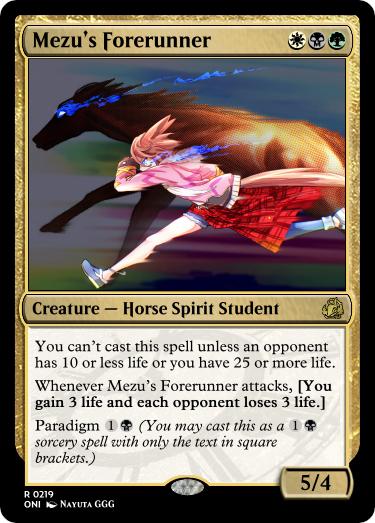 Mezu's Forerunner
Creature — Horse Spirit Student
You can't cast this spell unless an opponent
has 10 or less life or you have 25 or more life.
Whenever Mezu's Forerunner attacks, [You
gain 3 life and each opponent loses 3 life.]
Paradigm 1 (You may cast this as a 1
sorcery spell with only the text in square
brackets.)
5/4
R 0219
ONI NAYUTA GGG